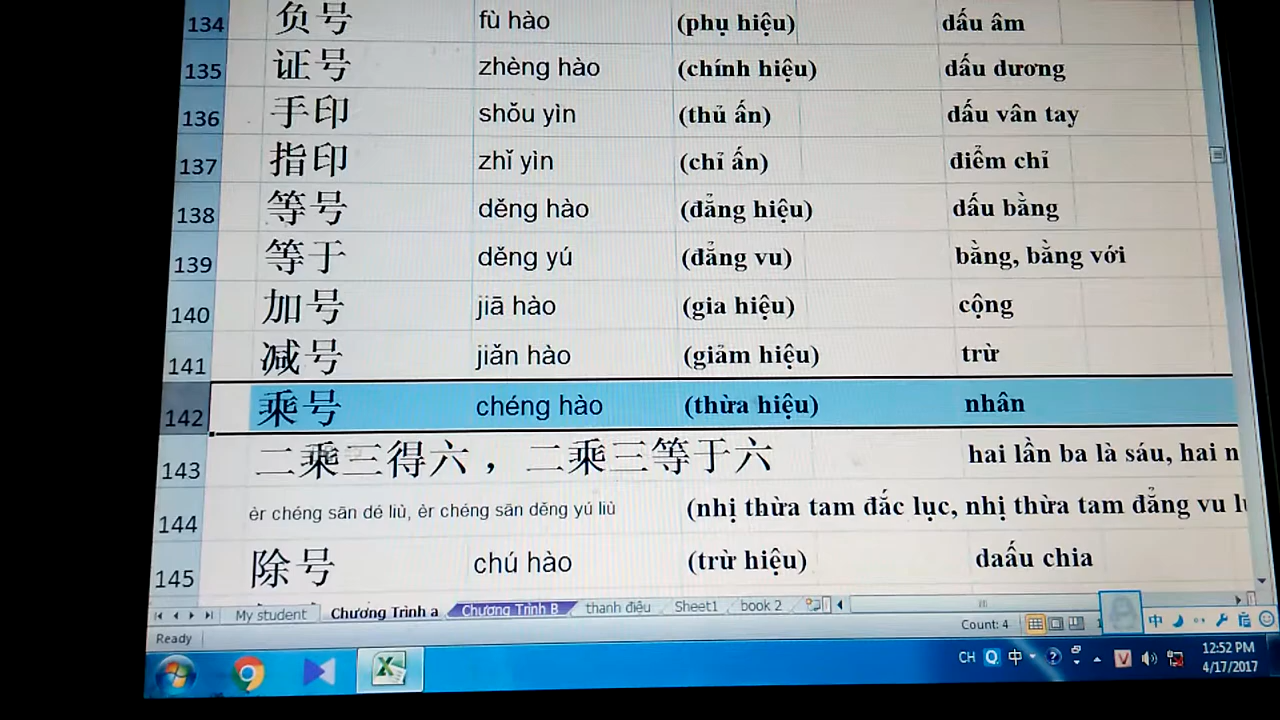 134 负号 fù hào (phụ hiệu) dấu âm
135 证号 zhèng hào (chính hiệu) dấu dương
136 手印 shǒu yìn (thủ ấn) dấu vân tay
137 指印 zhǐ yìn (chỉ ấn) điểm chỉ
138 等号 děng hào (đẳng hiệu) dấu bằng
139 等于 děng yú (đẳng vu) bằng, bằng với
140 加号 jiā hào (gia hiệu) cộng
141 减号 jiǎn hào (giảm hiệu) trừ
142 乘号 chéng hào (thừa hiệu) nhân
143 二乘三得六，二乘三等于六 hai lần ba là sáu, hai n
144 èr chéng sān dé liù, èr chéng sān děng yú liù (nhị thừa tam đắc lục, nhị thừa tam đẳng vu lu
145 除号 chú hào (trừ hiệu) daấu chia
My student Chương Trình a Chương Trình B thanh điệu Sheet1 book 2
Ready Count: 4 中
CH 中 12:52 PM
4/17/2017